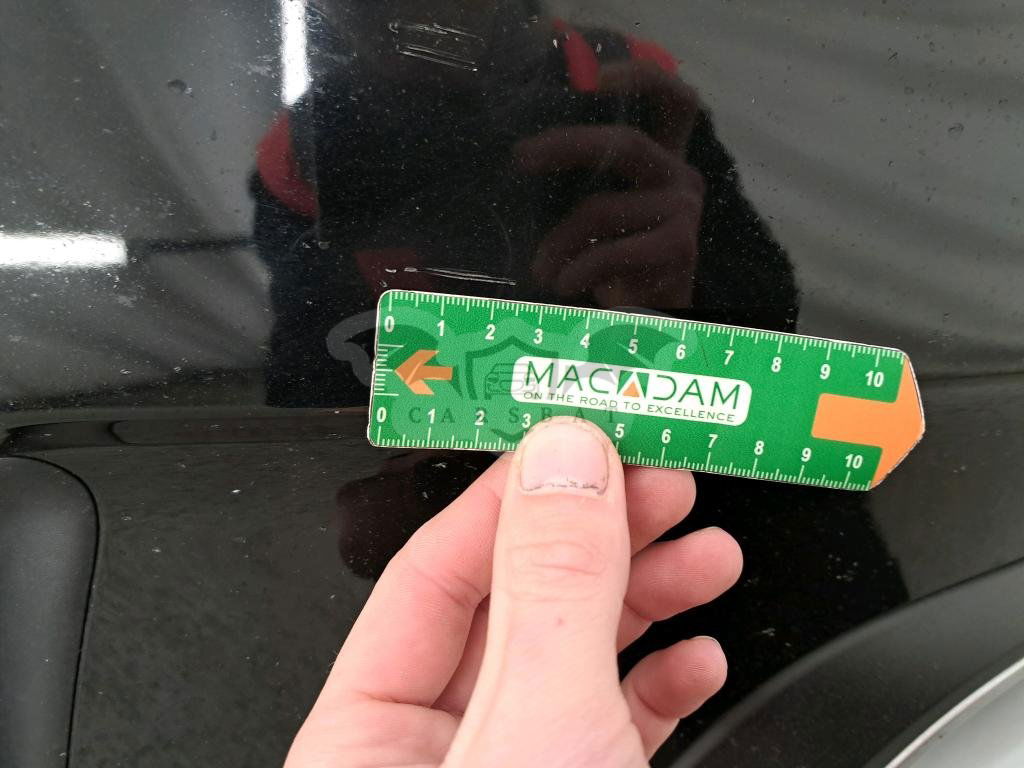 0 1 2 3 4 5 6 7 8 9 10
MACADAM
ON THE ROAD TO EXCELLENCE
0 1 2 3 5 6 7 8 9 10